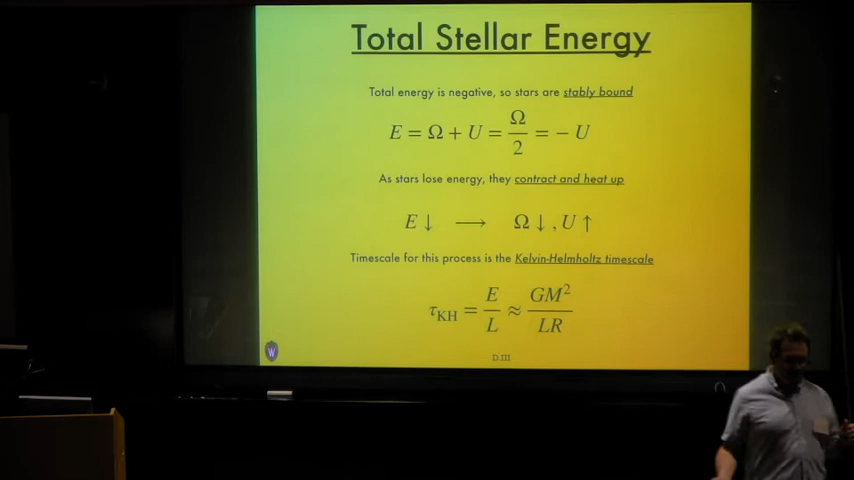 Total Stellar Energy
Total energy is negative, so stars are stably bound
E = Ω + U = Ω/2 = − U
As stars lose energy, they contract and heat up
E ↓ ⟶ Ω ↓ , U ↑
Timescale for this process is the Kelvin-Helmholtz timescale
τ_KH = E/L ≈ GM²/LR
W
D.III